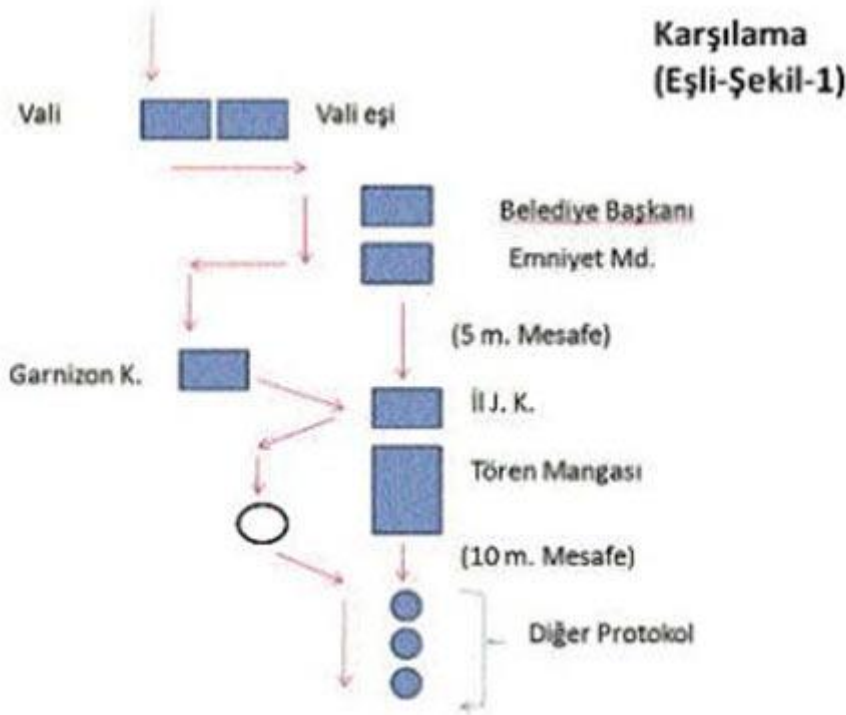 Karşılama
(Eşli-Şekil-1)
Vali
Vali eşi
Belediye Başkanı
Emniyet Md.
(5 m. Mesafe)
Garnizon K.
İl J. K.
Tören Mangası
(10 m. Mesafe)
Diğer Protokol